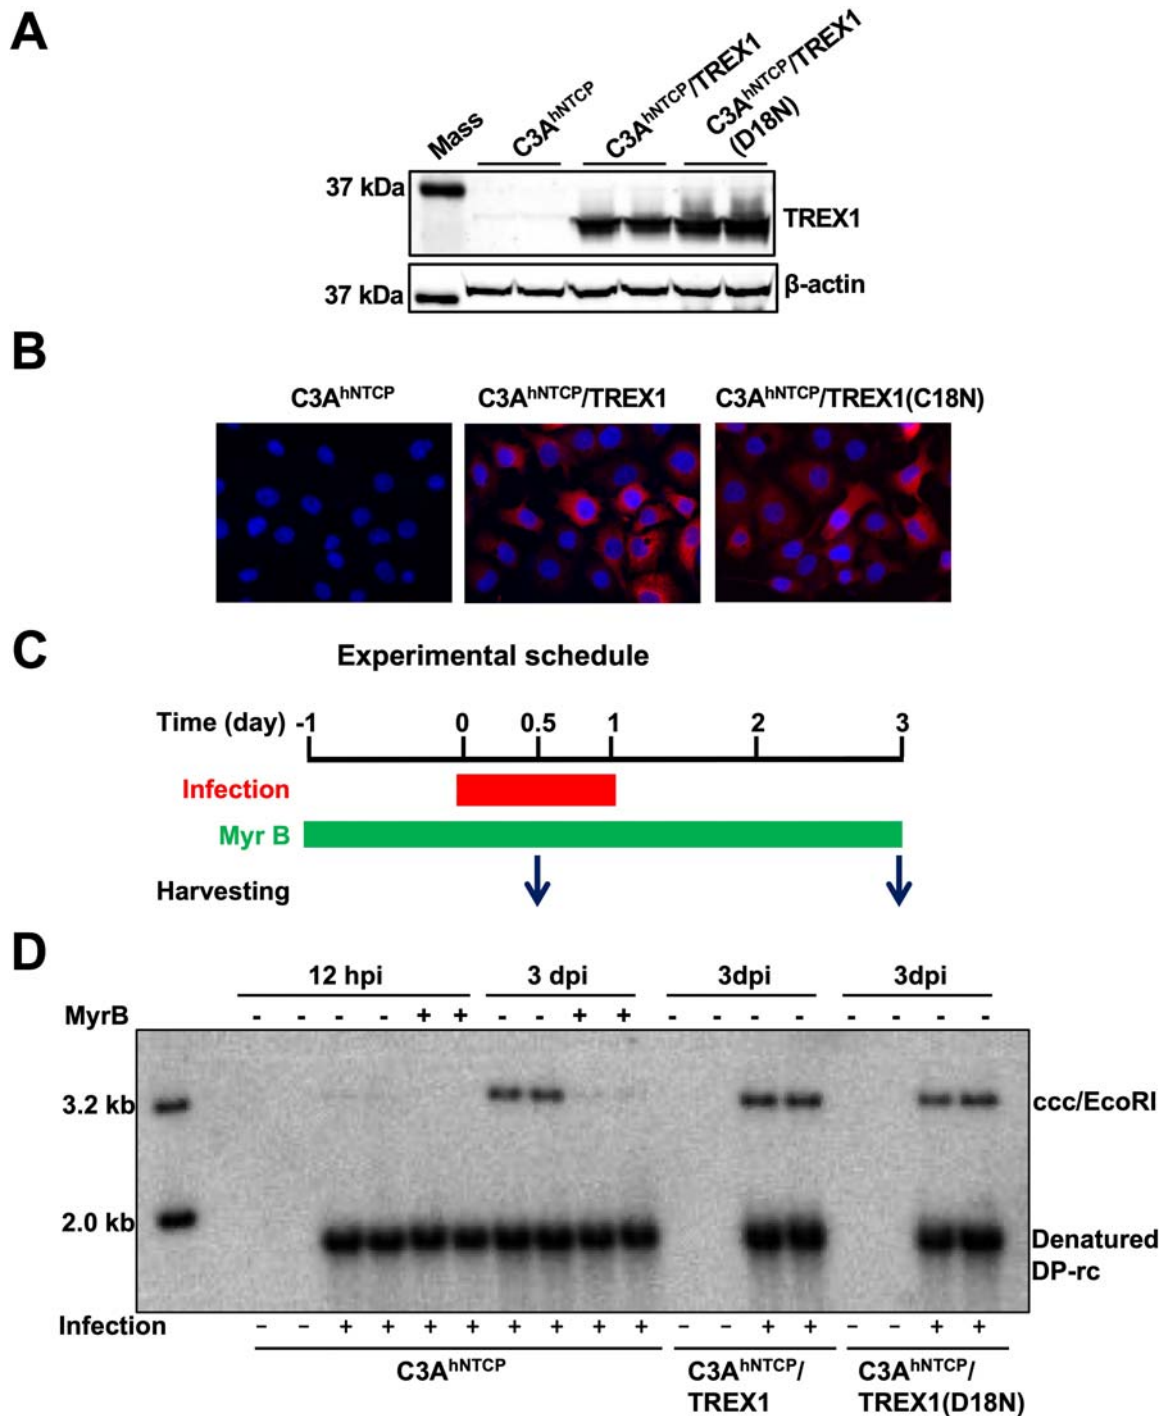 A
Mass
C3AhNTCP
C3AhNTCP/TREX1
C3AhNTCP/TREX1
(D18N)
37 kDa
TREX1
37 kDa
β-actin
B
C3AhNTCP
C3AhNTCP/TREX1
C3AhNTCP/TREX1(C18N)
C
Experimental schedule
Time (day) -1 0 0.5 1 2 3
Infection
Myr B
Harvesting
D
12 hpi 3 dpi 3dpi 3dpi
MyrB - - - - + + - - + + - - - - - - - -
3.2 kb
ccc/EcoRI
2.0 kb
Denatured
DP-rc
Infection - - + + + + + + + + - - + + - - + +
C3AhNTCP C3AhNTCP/ C3AhNTCP/
TREX1 TREX1(D18N)